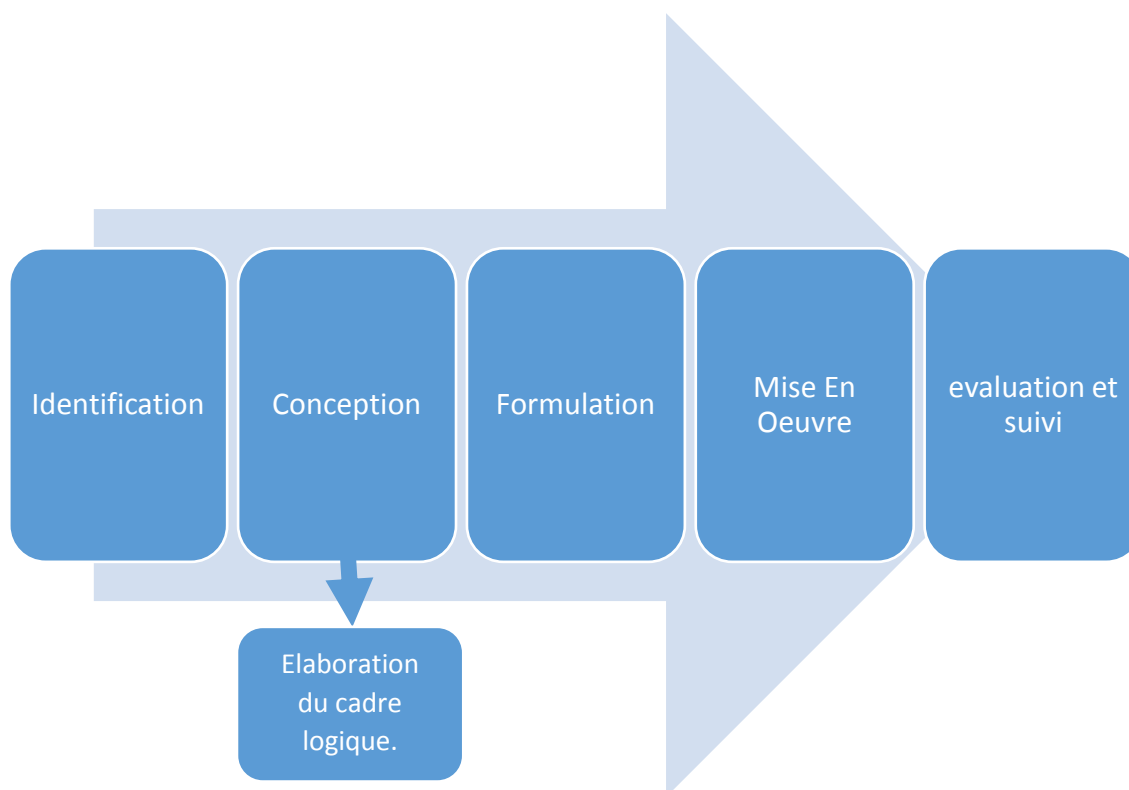 Identification
Conception
Formulation
Mise En
Oeuvre
evaluation et
suivi
Elaboration
du cadre
logique.